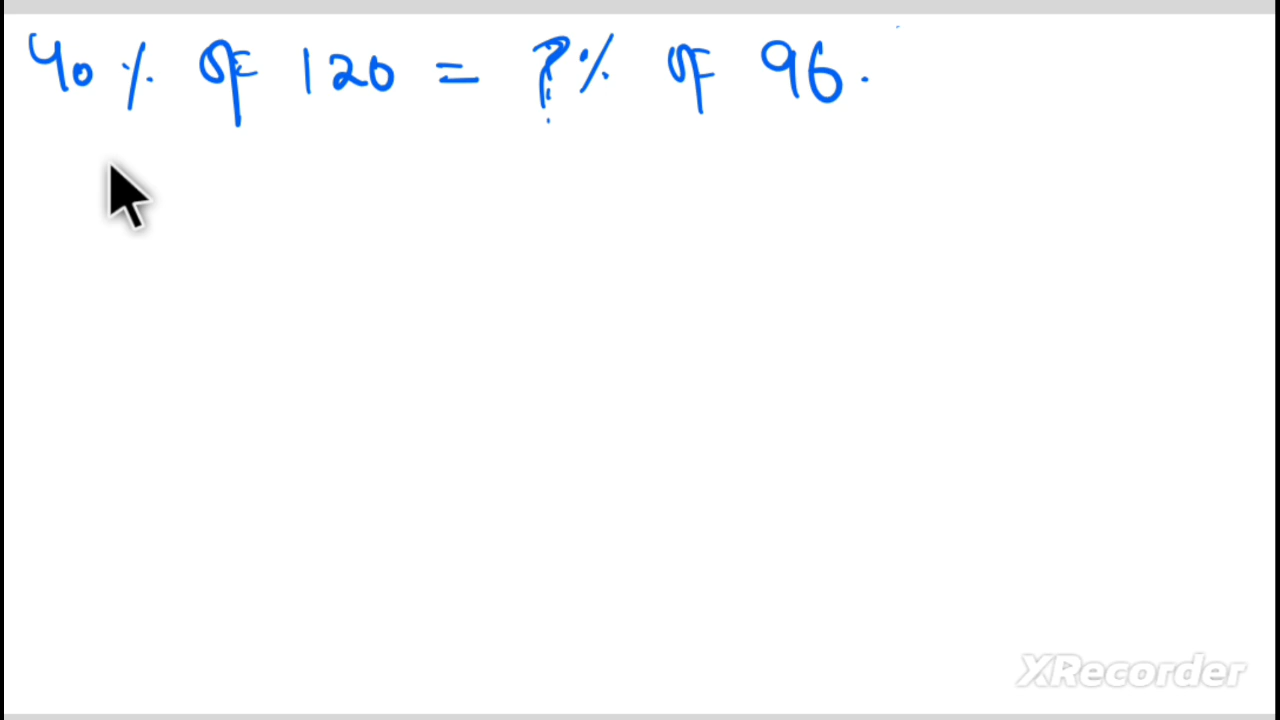 40% of 120 = ?% of 96.
XRecorder